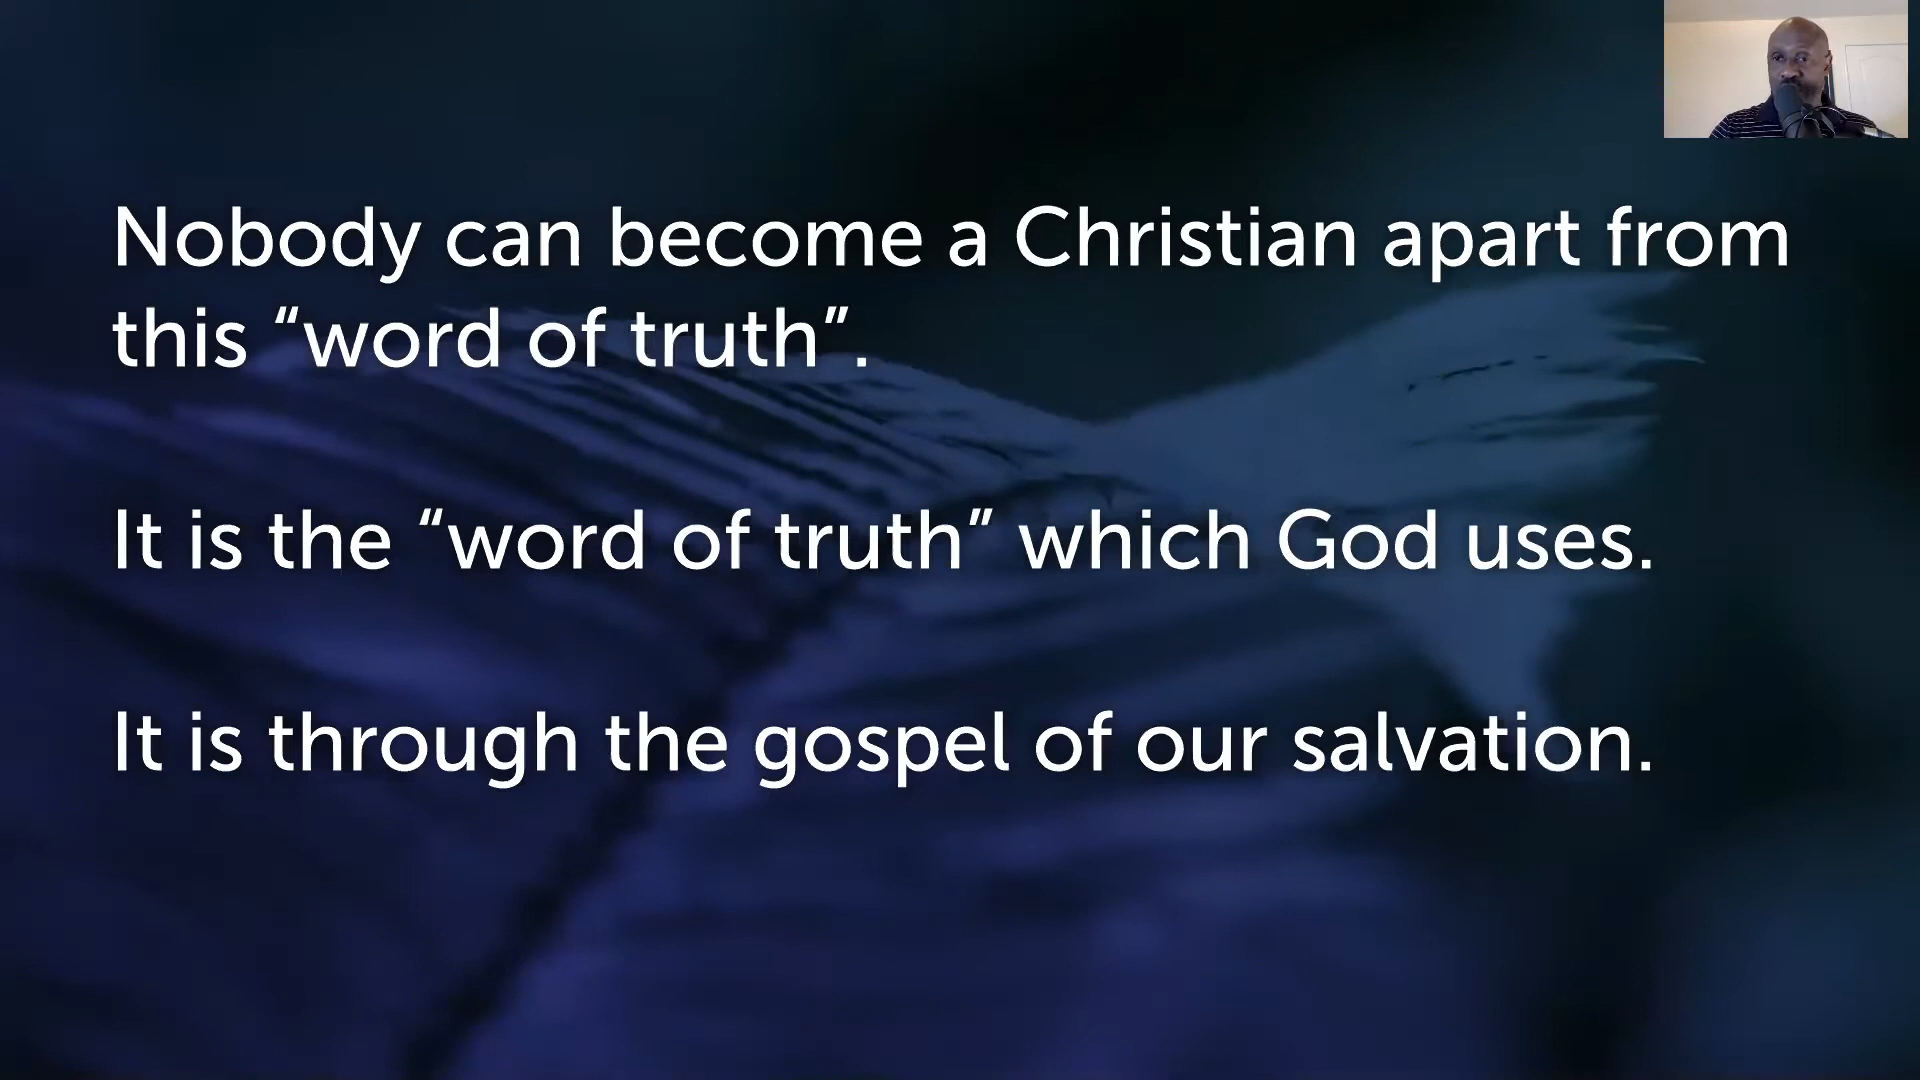 Nobody can become a Christian apart from
this “word of truth”.
It is the “word of truth” which God uses.
It is through the gospel of our salvation.